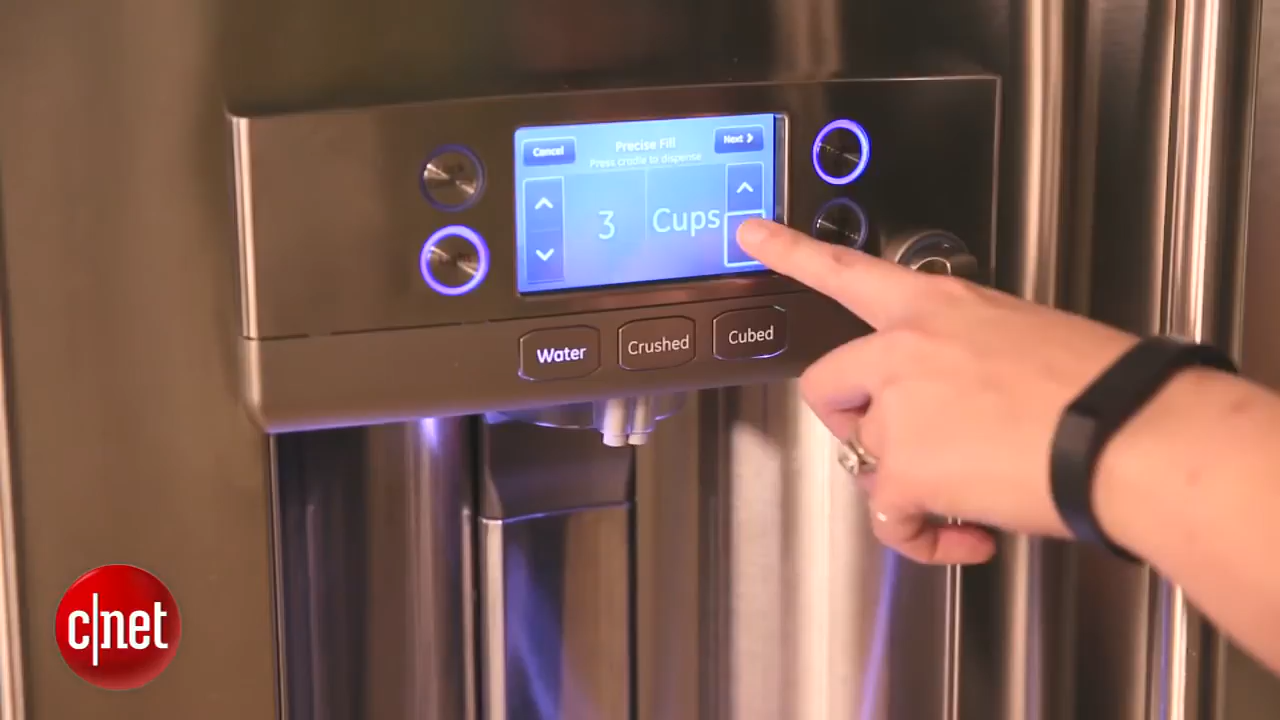 Cancel
Precise Fill
Next >
Press cradle to dispense
3
Cups
Water
Crushed
Cubed
c|net